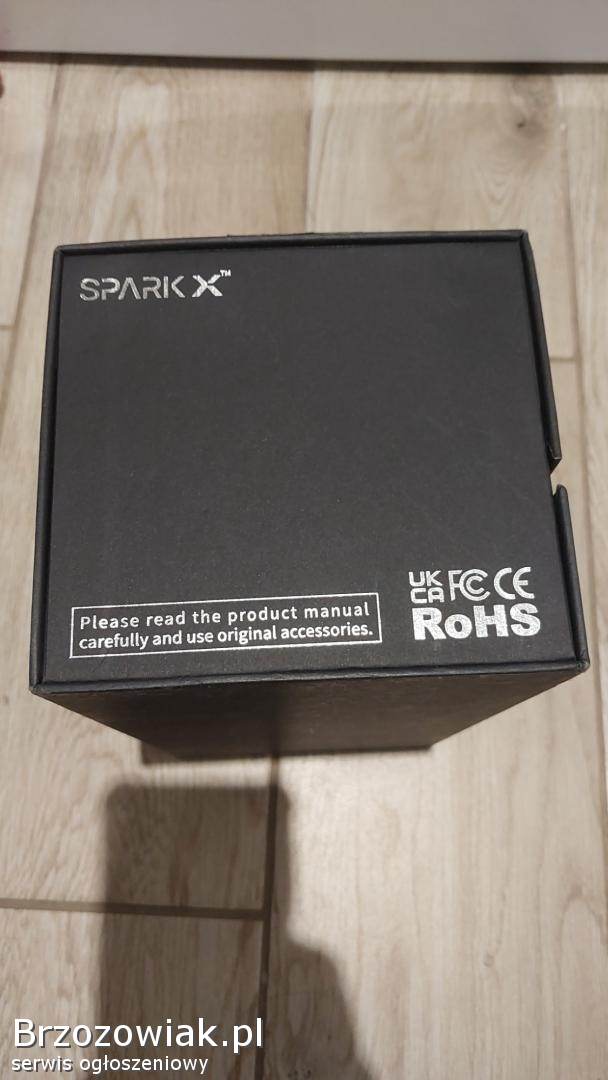 SPARK X™
Please read the product manual
carefully and use original accessories.
UK
CA FC CE
RoHS
Brzozowiak.pl
serwis ogłoszeniowy